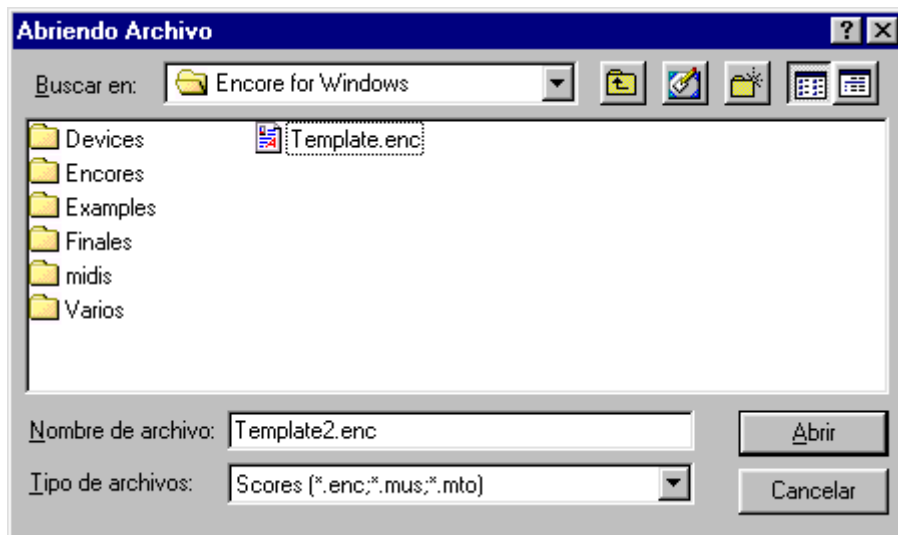 Abriendo Archivo
Buscar en: Encore for Windows
Devices
Encores
Examples
Finales
midis
Varios
Template.enc
Nombre de archivo: Template2.enc
Abrir
Tipo de archivos: Scores (*.enc;*.mus;*.mto)
Cancelar